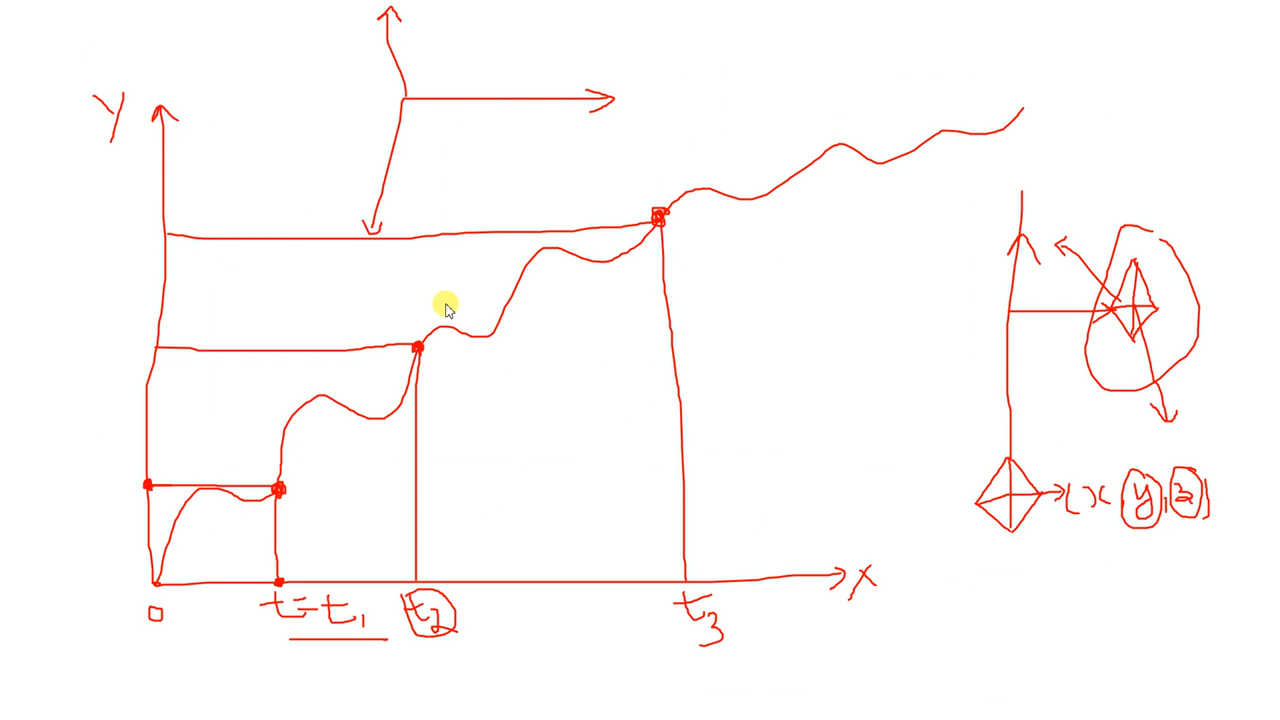 Y
(x y, z)
X
0 t = t₁ t₂ t₃